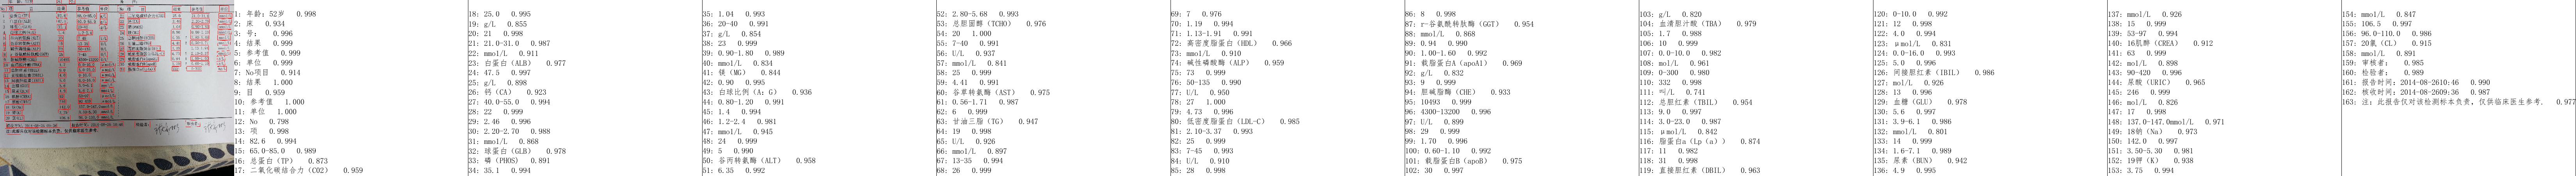 1: 年龄: 52岁 0.998
2: 床 0.934
3: 号: 0.996
4: 结果 0.999
5: 参考值 0.999
6: 单位 0.999
7: No项目 0.914
8: 结果 1.000
9: 目 0.959
10: 参考值 1.000
11: 单位 1.000
12: No 0.798
13: 项 0.998
14: 82.6 0.994
15: 65.0-85.0 0.989
16: 总蛋白(TP) 0.873
17: 二氧化碳结合力(CO2) 0.959
18: 25.0 0.995
19: g/L 0.855
20: 21 0.998
21: 21.0-31.0 0.987
22: mmol/L 0.911
23: 白蛋白(ALB) 0.977
24: 47.5 0.997
25: g/L 0.898
26: 钙(CA) 0.923
27: 40.0-55.0 0.994
28: 22 0.999
29: 2.46 0.996
30: 2.20-2.70 0.988
31: mmol/L 0.868
32: 球蛋白(GLB) 0.978
33: 磷(PHOS) 0.891
34: 35.1 0.994
35: 1.04 0.993
36: 20-40 0.991
37: g/L 0.854
38: 23 0.999
39: 0.90-1.80 0.989
40: mmol/L 0.834
41: 镁(MG) 0.844
42: 0.90 0.995
43: 白球比例(A: G) 0.936
44: 0.80-1.20 0.991
45: 1.4 0.994
46: 1.2-2.4 0.981
47: mmol/L 0.945
48: 24 0.999
49: 5 0.990
50: 谷丙转氨酶(ALT) 0.958
51: 6.35 0.992
52: 2.80-5.68 0.993
53: 总胆固醇(TCHO) 0.976
54: 20 1.000
55: 7-40 0.991
56: U/L 0.937
57: mmol/L 0.841
58: 25 0.999
59: 4.41 0.991
60: 谷草转氨酶(AST) 0.975
61: 0.56-1.71 0.987
62: 6 0.999
63: 甘油三脂(TG) 0.947
64: 19 0.998
65: U/L 0.926
66: mmol/L 0.897
67: 13-35 0.994
68: 26 0.999
69: 7 0.976
70: 1.19 0.994
71: 1.13-1.91 0.991
72: 高密度脂蛋白(HDL) 0.966
73: mmol/L 0.910
74: 碱性磷酸酶(ALP) 0.959
75: 73 0.999
76: 50-135 0.990
77: U/L 0.950
78: 27 1.000
79: 4.73 0.996
80: 低密度脂蛋白(LDL-C) 0.985
81: 2.10-3.37 0.993
82: 25 0.999
83: 7-45 0.993
84: U/L 0.910
85: 28 0.998
86: 8 0.998
87: r-谷氨酰转肽酶(GGT) 0.954
88: mmol/L 0.868
89: 0.94 0.990
90: 1.00-1.60 0.992
91: 载脂蛋白A(apoA1) 0.969
92: g/L 0.832
93: 9 0.999
94: 胆碱脂酶(CHE) 0.933
95: 10493 0.999
96: 4300-13200 0.996
97: U/L 0.899
98: 29 0.999
99: 1.70 0.996
100: 0.60-1.10 0.992
101: 载脂蛋白B(apoB) 0.975
102: 30 0.997
103: g/L 0.820
104: 血清胆汁酸(TBA) 0.979
105: 1.7 0.988
106: 10 0.999
107: 0.0-10.0 0.982
108: mol/L 0.961
109: 0-300 0.980
110: 332 0.998
111: 叫/L 0.741
112: 总胆红素(TBIL) 0.954
113: 9.0 0.997
114: 3.0-23.0 0.987
115: μmol/L 0.842
116: 脂蛋白a(Lp(a)) 0.874
117: 11 0.982
118: 31 0.998
119: 直接胆红素(DBIL) 0.963
120: 0-10.0 0.992
121: 12 0.998
122: 4.0 0.994
123: μmol/L 0.831
124: 0.0-16.0 0.993
125: 5.0 0.996
126: 间接胆红素(IBIL) 0.986
127: mol/L 0.926
128: 13 0.996
129: 血糖(GLU) 0.978
130: 5.6 0.997
131: 3.9-6.1 0.986
132: mmol/L 0.801
133: 14 0.999
134: 1.6-7.1 0.989
135: 尿素(BUN) 0.942
136: 4.9 0.995
137: mmol/L 0.926
138: 15 0.999
139: 53-97 0.994
140: 16肌醇(CREA) 0.912
141: 63 0.999
142: mol/L 0.898
143: 90-420 0.996
144: 尿酸(URIC) 0.965
145: 246 0.999
146: mol/L 0.826
147: 17 0.998
148: 137.0-147.0mmol/L 0.971
149: 18钠(Na) 0.973
150: 142.0 0.997
151: 3.50-5.30 0.981
152: 19钾(K) 0.938
153: 3.75 0.994
154: mmol/L 0.847
155: 106.5 0.997
156: 96.0-110.0 0.986
157: 20氯(CL) 0.915
158: mmol/L 0.891
159: 审核者: 0.985
160: 检验者: 0.989
161: 报告时间: 2014-08-2610:46 0.990
162: 核收时间: 2014-08-2609:36 0.987
163: 注: 此报告仅对该检测标本负责,仅供临床医生参考. 0.977